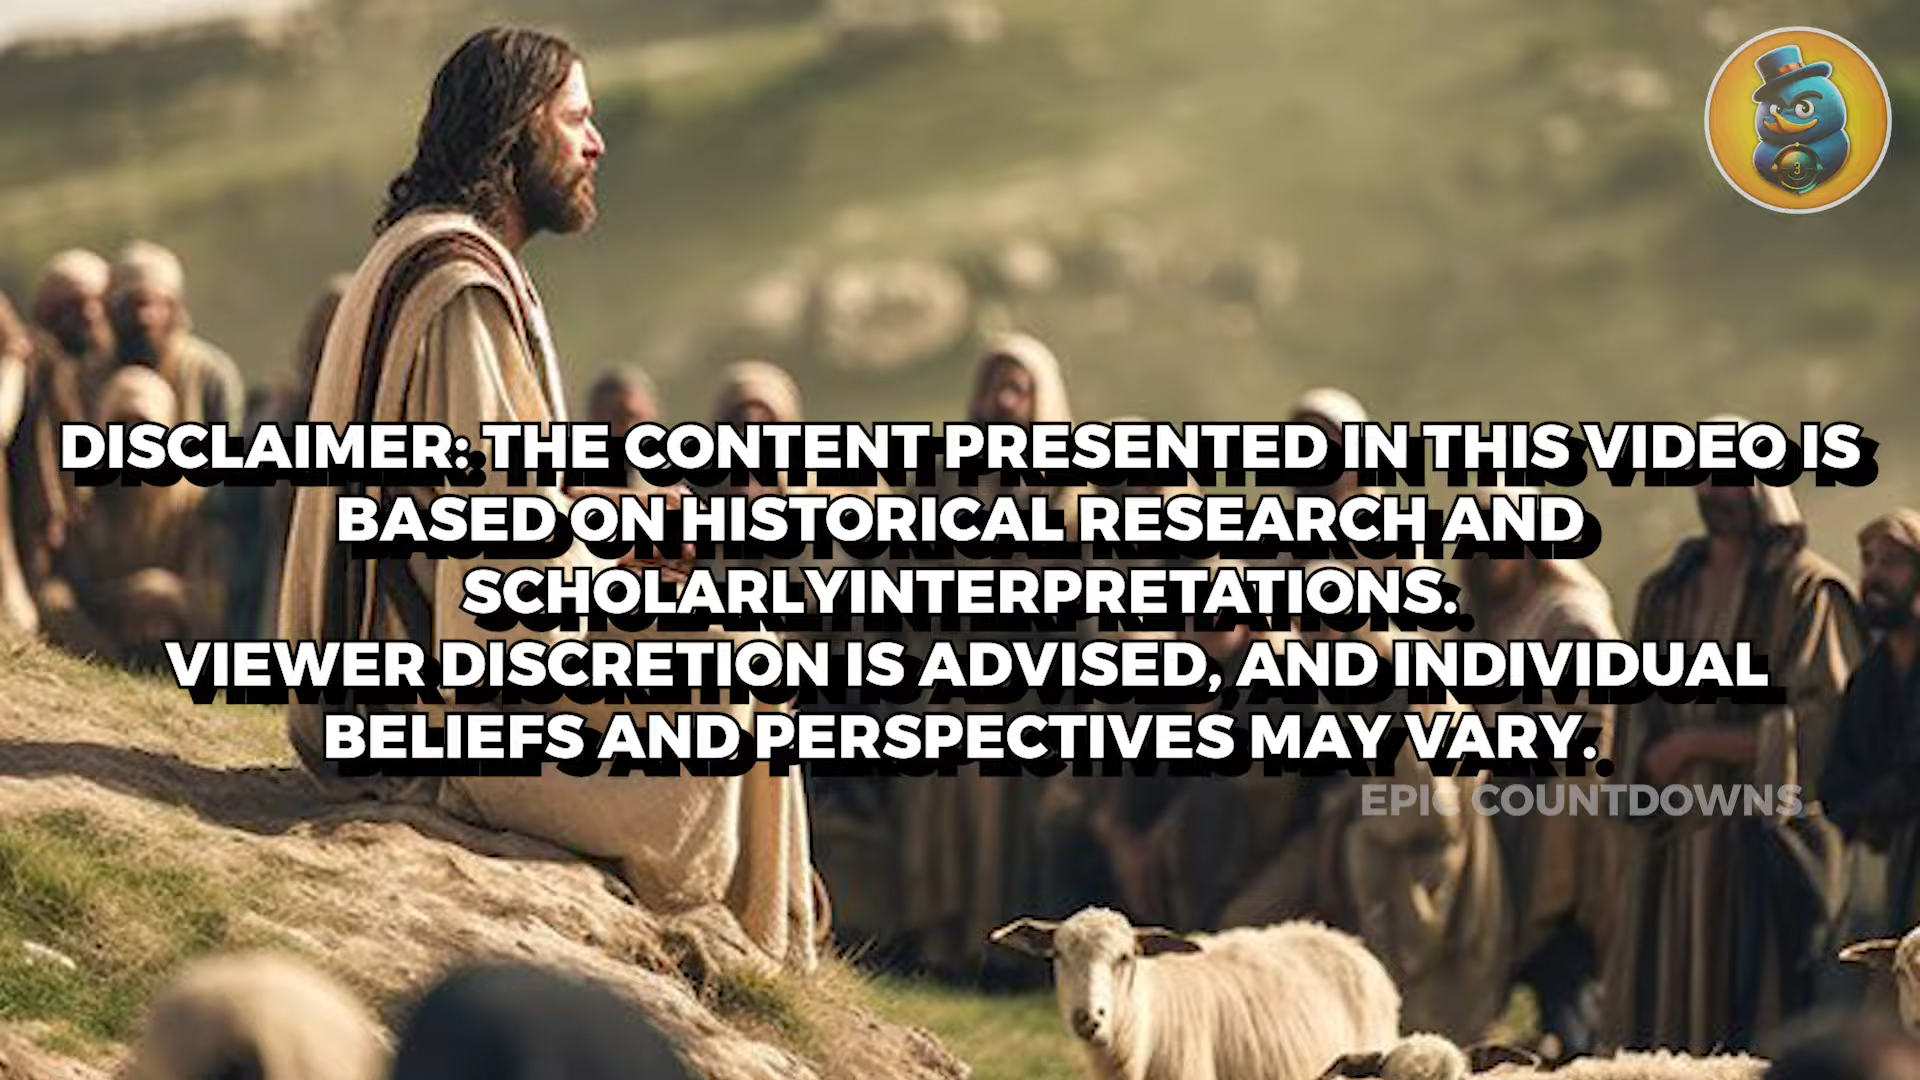 DISCLAIMER: THE CONTENT PRESENTED IN THIS VIDEO IS
BASED ON HISTORICAL RESEARCH AND
SCHOLARLYINTERPRETATIONS.
VIEWER DISCRETION IS ADVISED, AND INDIVIDUAL
BELIEFS AND PERSPECTIVES MAY VARY.
EPIC COUNTDOWNS
3